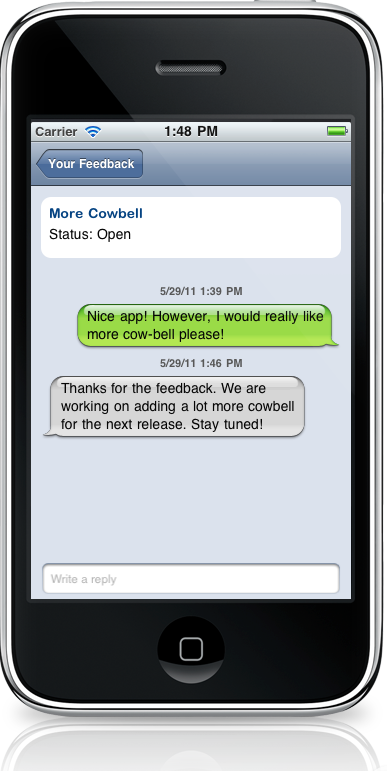 Carrier 1:48 PM
Your Feedback
More Cowbell
Status: Open
5/29/11 1:39 PM
Nice app! However, I would really like
more cow-bell please!
5/29/11 1:46 PM
Thanks for the feedback. We are
working on adding a lot more cowbell
for the next release. Stay tuned!
Write a reply